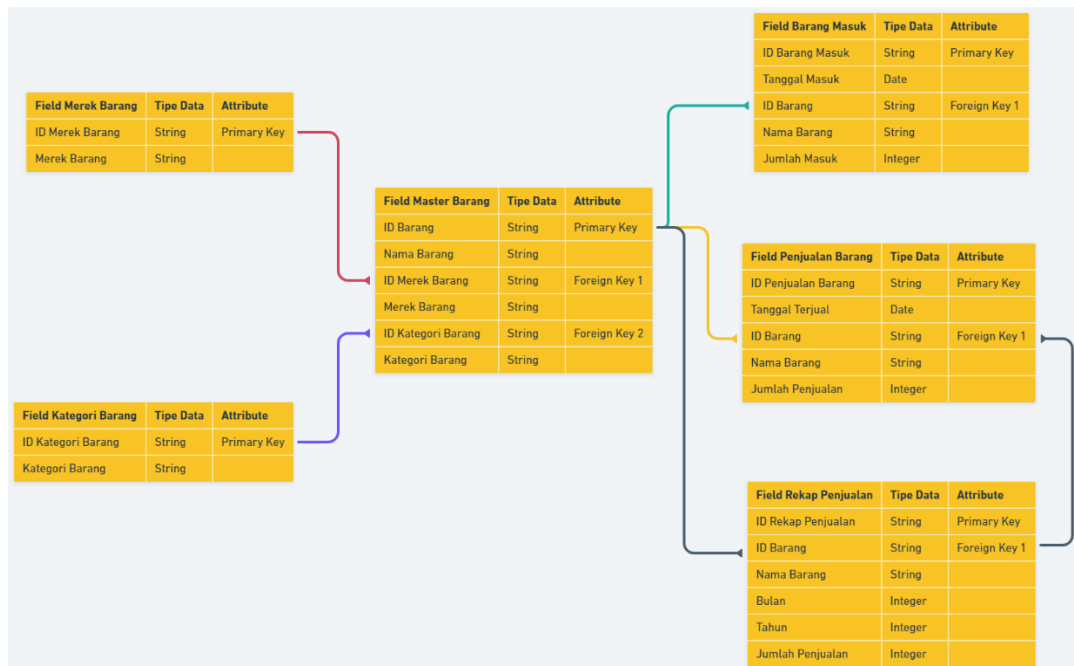 Field Merek Barang Tipe Data Attribute
ID Merek Barang String Primary Key
Merek Barang String
Field Kategori Barang Tipe Data Attribute
ID Kategori Barang String Primary Key
Kategori Barang String
Field Master Barang Tipe Data Attribute
ID Barang String Primary Key
Nama Barang String
ID Merek Barang String Foreign Key 1
Merek Barang String
ID Kategori Barang String Foreign Key 2
Kategori Barang String
Field Barang Masuk Tipe Data Attribute
ID Barang Masuk String Primary Key
Tanggal Masuk Date
ID Barang String Foreign Key 1
Nama Barang String
Jumlah Masuk Integer
Field Penjualan Barang Tipe Data Attribute
ID Penjualan Barang String Primary Key
Tanggal Terjual Date
ID Barang String Foreign Key 1
Nama Barang String
Jumlah Penjualan Integer
Field Rekap Penjualan Tipe Data Attribute
ID Rekap Penjualan String Primary Key
ID Barang String Foreign Key 1
Nama Barang String
Bulan Integer
Tahun Integer
Jumlah Penjualan Integer